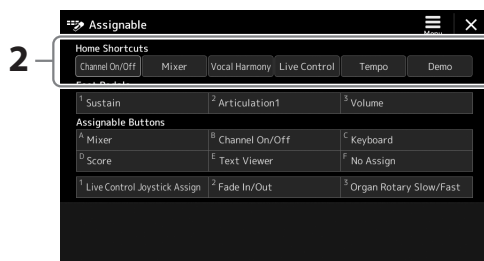 Assignable
Menu
2
Home Shortcuts
Channel On/Off Mixer Vocal Harmony Live Control Tempo Demo
Foot Pedals
1 Sustain 2 Articulation1 3 Volume
Assignable Buttons
A Mixer B Channel On/Off C Keyboard
D Score E Text Viewer F No Assign
1 Live Control Joystick Assign 2 Fade In/Out 3 Organ Rotary Slow/Fast